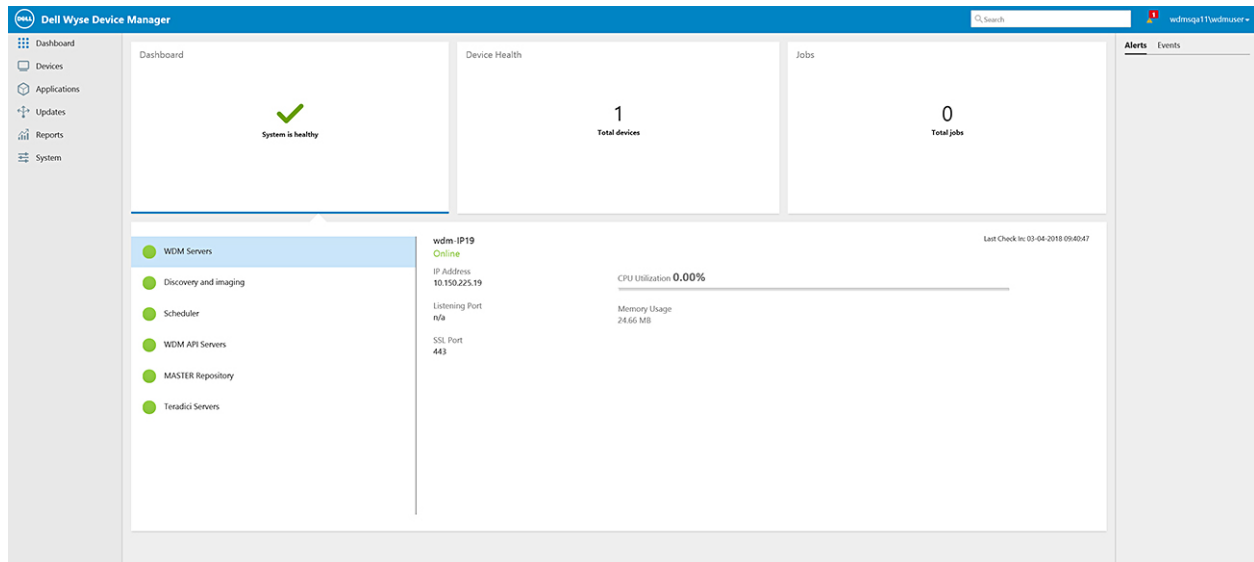 DELL Dell Wyse Device Manager
Search
1
wdmsqa11\wdmuser
Dashboard
Devices
Applications
Updates
Reports
System
Dashboard
System is healthy
Device Health
1
Total devices
Jobs
0
Total jobs
Alerts Events
WDM Servers
Discovery and imaging
Scheduler
WDM API Servers
MASTER Repository
Teradici Servers
wdm-IP19
Online
IP Address
10.150.225.19
Listening Port
n/a
SSL Port
443
Last Check In: 03-04-2018 09:40:47
CPU Utilization 0.00%
Memory Usage
24.66 MB